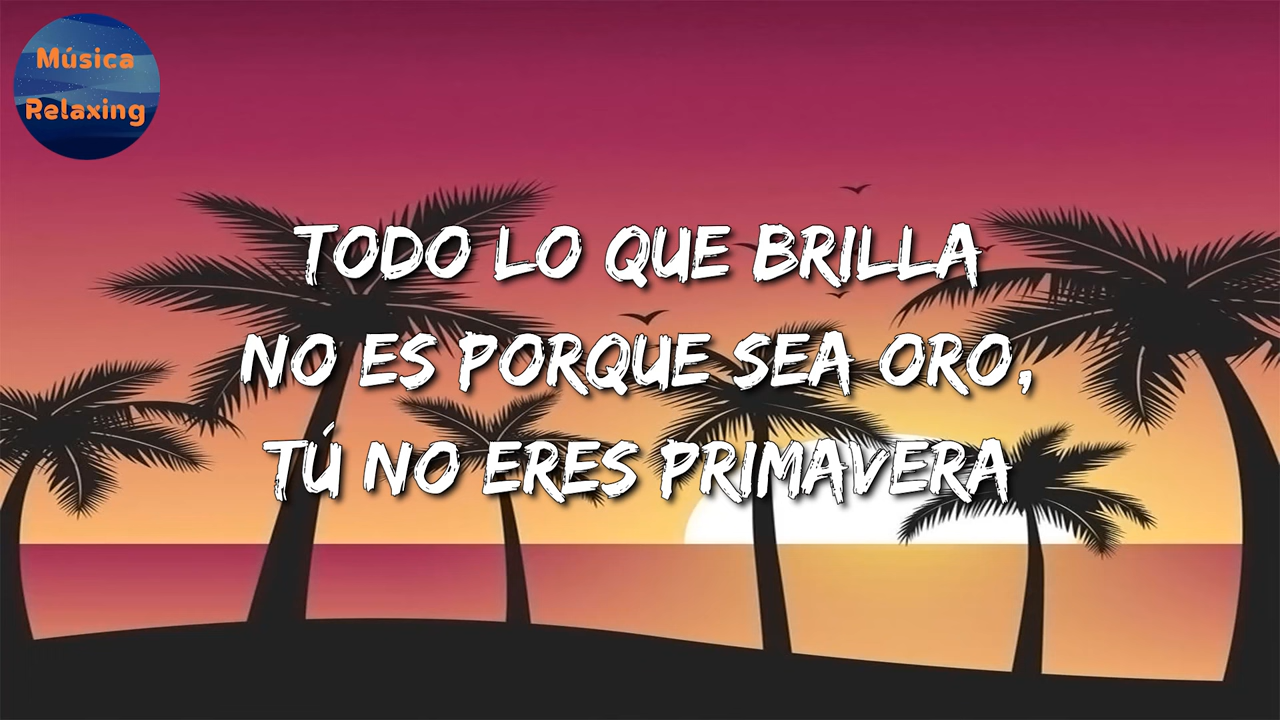 Música
Relaxing
TODO LO QUE BRILLA
NO ES PORQUE SEA ORO,
TÚ NO ERES PRIMAVERA